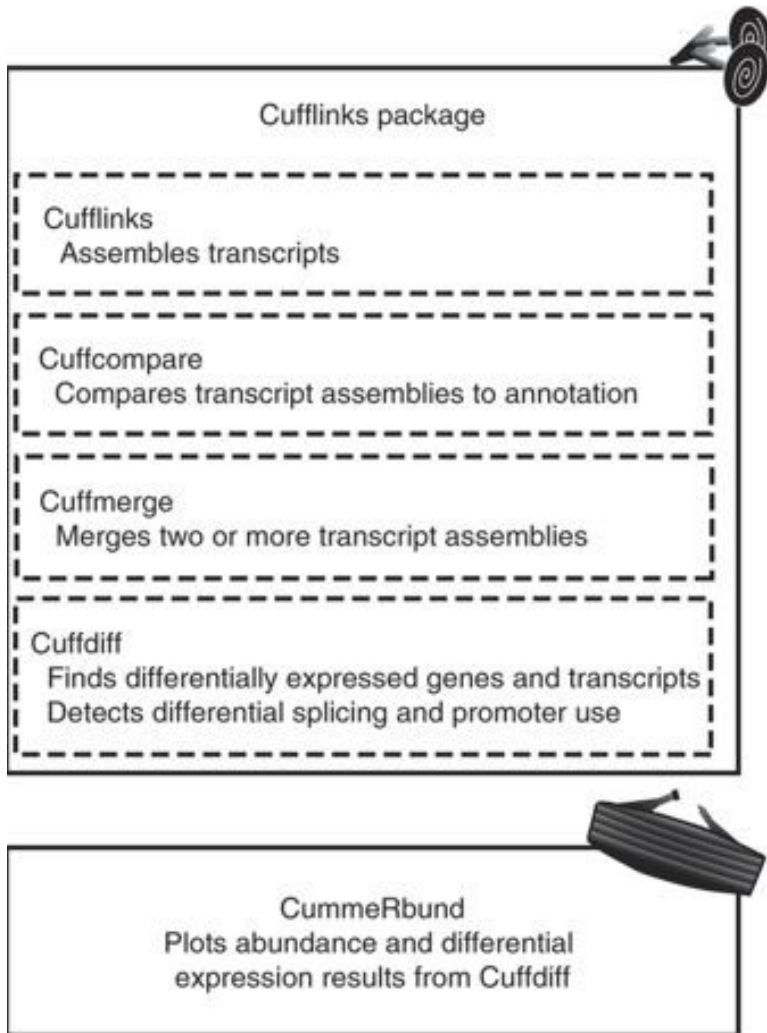 Cufflinks package
Cufflinks
Assembles transcripts
Cuffcompare
Compares transcript assemblies to annotation
Cuffmerge
Merges two or more transcript assemblies
Cuffdiff
Finds differentially expressed genes and transcripts
Detects differential splicing and promoter use
CummeRbund
Plots abundance and differential
expression results from Cuffdiff